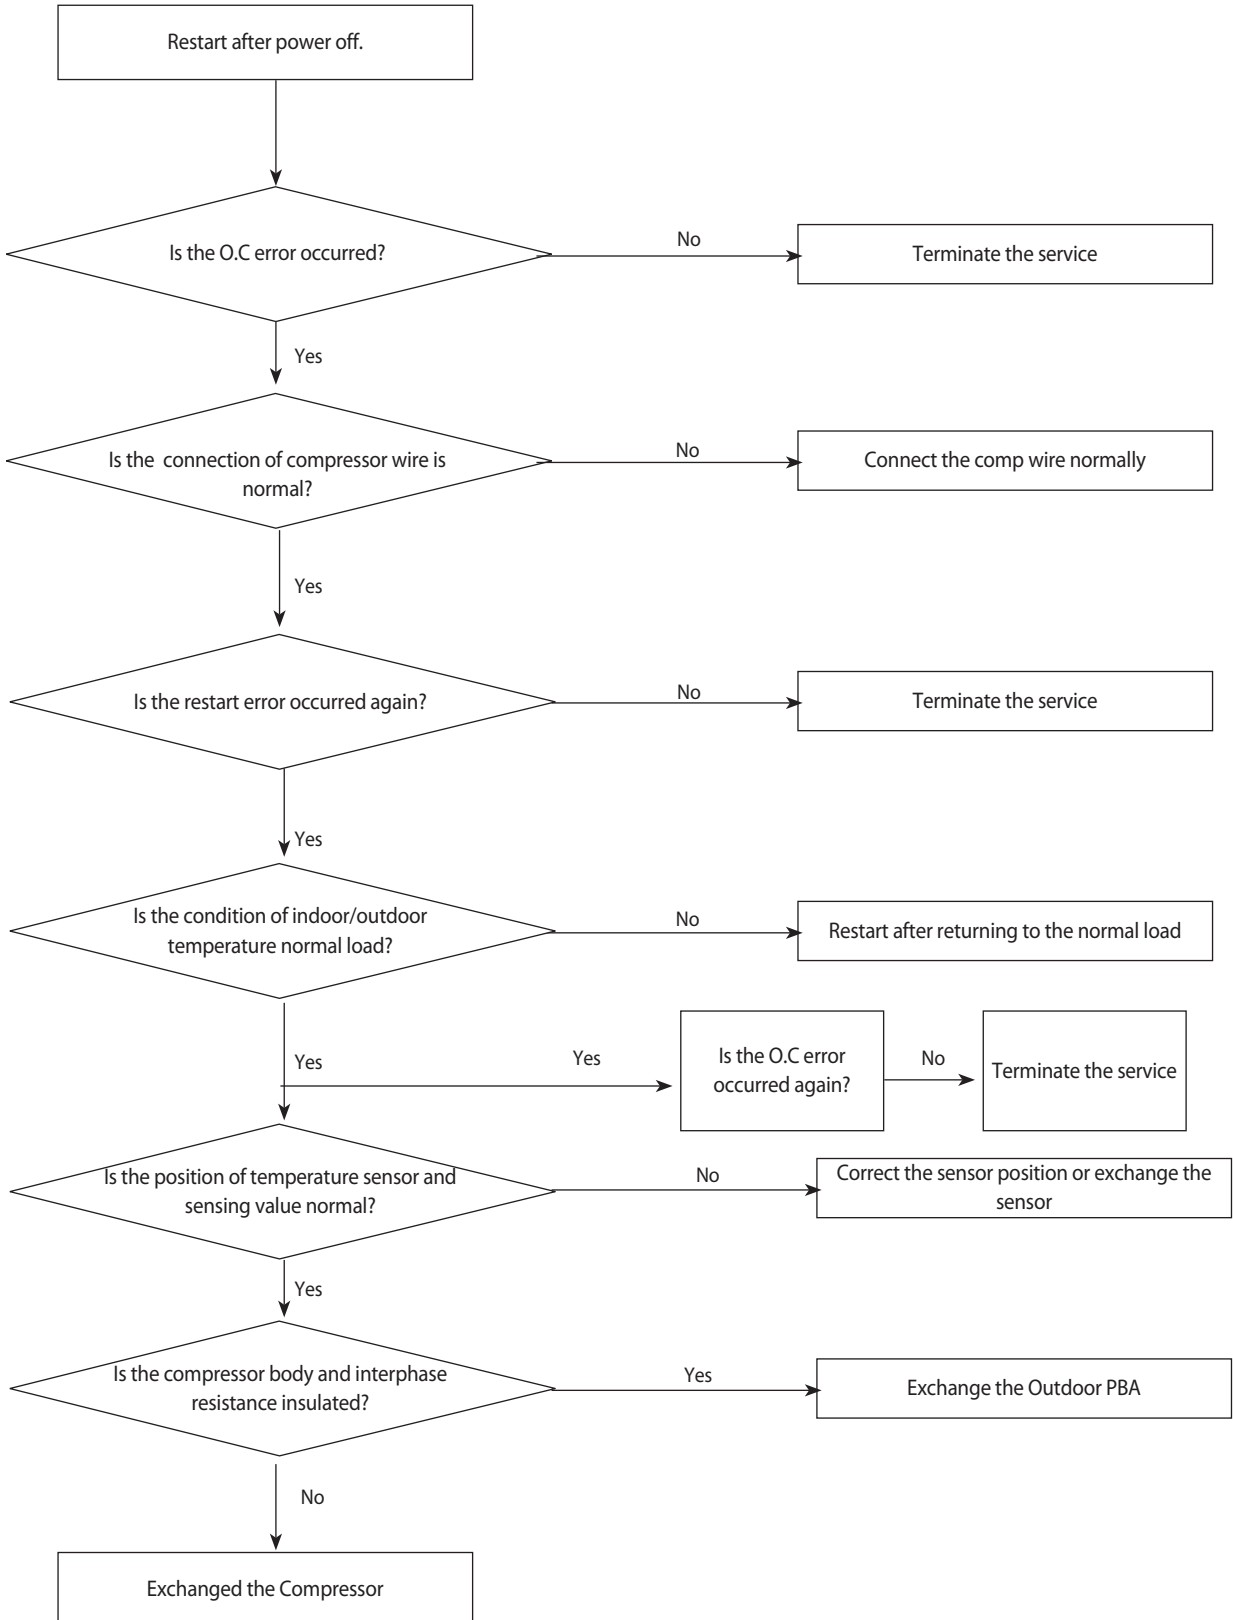 Restart after power off.
Is the O.C error occurred?
No
Terminate the service
Yes
Is the  connection of compressor wire is
normal?
No
Connect the comp wire normally
Yes
Is the restart error occurred again?
No
Terminate the service
Yes
Is the condition of indoor/outdoor
temperature normal load?
No
Restart after returning to the normal load
Yes
Yes
Is the O.C error
occurred again?
No
Terminate the service
Is the position of temperature sensor and
sensing value normal?
No
Correct the sensor position or exchange the
sensor
Yes
Is the compressor body and interphase
resistance insulated?
Yes
Exchange the Outdoor PBA
No
Exchanged the Compressor